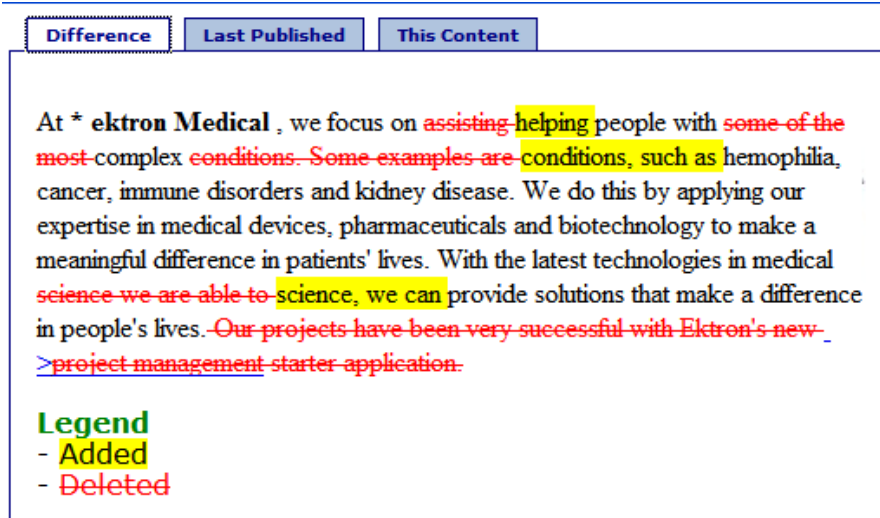 Difference Last Published This Content
At * ektron Medical , we focus on assisting helping people with some of the
most complex conditions. Some examples are conditions, such as hemophilia,
cancer, immune disorders and kidney disease. We do this by applying our
expertise in medical devices, pharmaceuticals and biotechnology to make a
meaningful difference in patients' lives. With the latest technologies in medical
science we are able to science, we can provide solutions that make a difference
in people's lives. Our projects have been very successful with Ektron's new
>project management starter application.
Legend
- Added
- Deleted